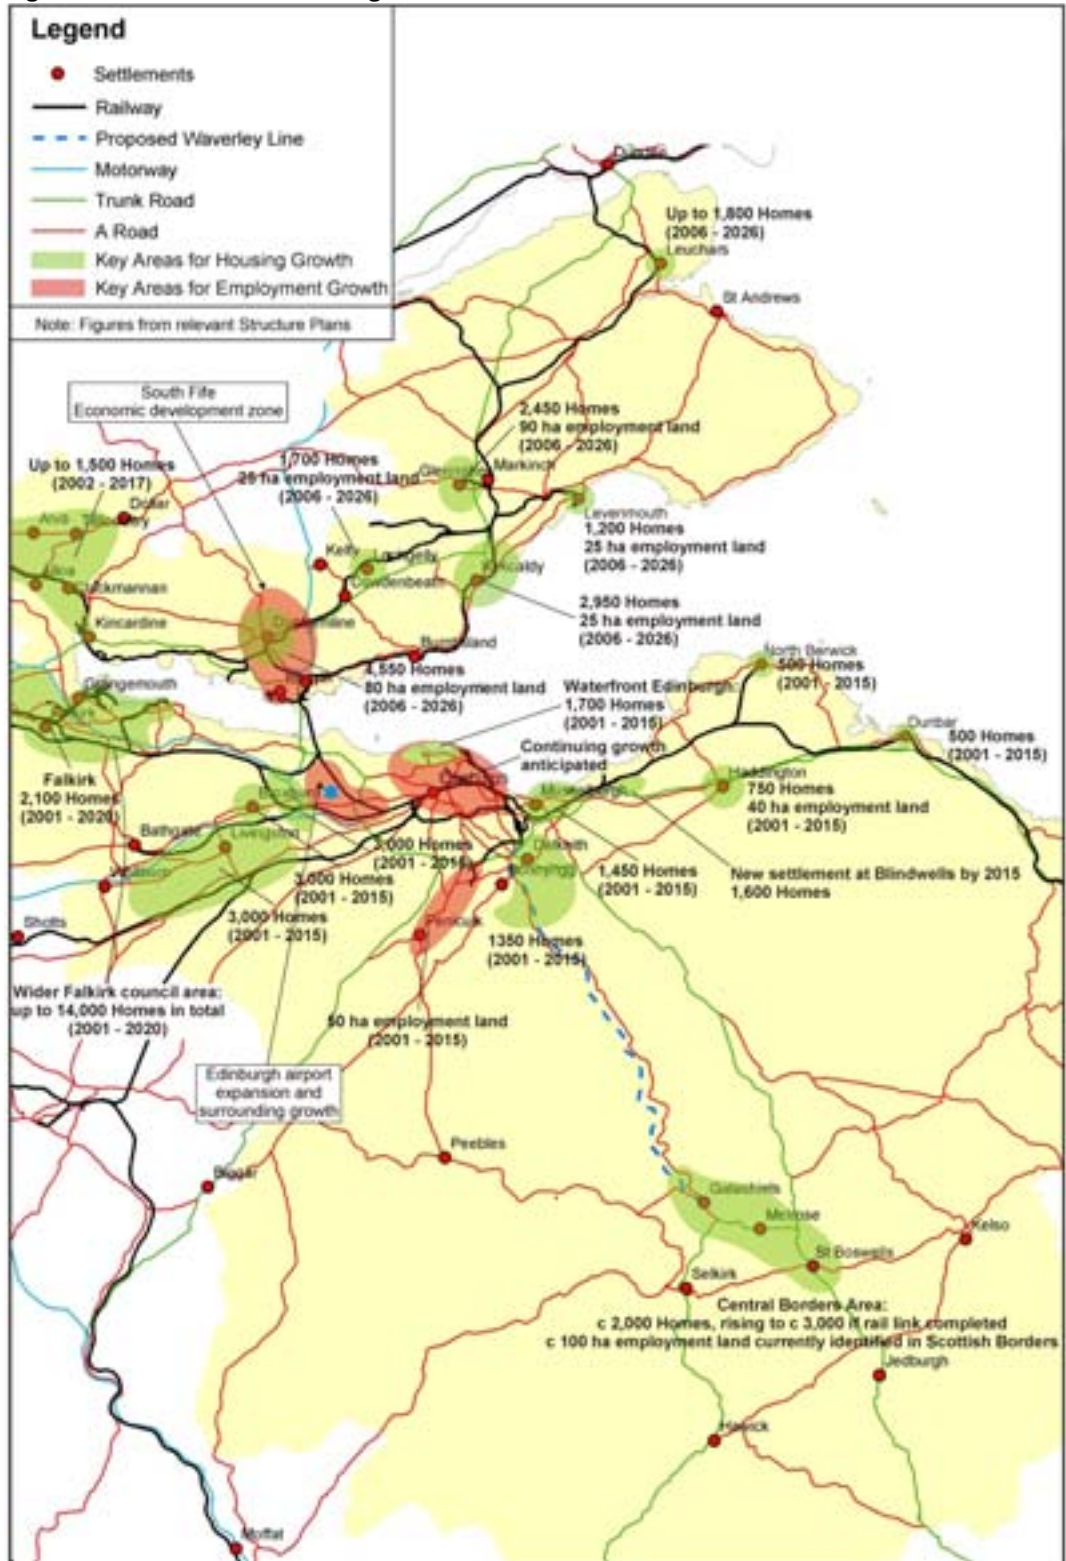 Legend
Settlements
Railway
Proposed Waverley Line
Motorway
Trunk Road
A Road
Key Areas for Housing Growth
Key Areas for Employment Growth
Note: Figures from relevant Structure Plans
Dundee
Up to 1,800 Homes
(2006 - 2026)
Leuchars
St Andrews
South Fife
Economic development zone
2,450 Homes
90 ha employment land
(2006 - 2026)
Markinch
Up to 1,500 Homes
(2002 - 2017)
1,700 Homes
25 ha employment land
(2006 - 2026)
Dollar
Alva
Levenmouth
1,200 Homes
25 ha employment land
(2006 - 2026)
Kelty
Lochgelly
Cowdenbeath
Kirkcaldy
Clackmannan
2,950 Homes
25 ha employment land
(2006 - 2026)
Kincardine
Dunfermline
Burntisland
4,550 Homes
80 ha employment land
(2006 - 2026)
North Berwick
500 Homes
(2001 - 2015)
Grangemouth
Waterfront Edinburgh:
1,700 Homes
(2001 - 2015)
Continuing growth
anticipated
Dunbar
500 Homes
(2001 - 2015)
Falkirk
2,100 Homes
(2001 - 2020)
Haddington
750 Homes
40 ha employment land
(2001 - 2015)
Musselburgh
Bathgate
Livingston
3,000 Homes
(2001 - 2015)
Dalkeith
1,450 Homes
(2001 - 2015)
New settlement at Blindwells by 2015
1,600 Homes
3,000 Homes
(2001 - 2015)
3,000 Homes
(2001 - 2015)
Shotts
Penicuik
1350 Homes
(2001 - 2015)
Wider Falkirk council area:
up to 14,000 Homes in total
(2001 - 2020)
50 ha employment land
(2001 - 2015)
Edinburgh airport
expansion and
surrounding growth
Peebles
Biggar
Galashiels
Melrose
Kelso
St Boswells
Selkirk
Central Borders Area:
c 2,000 Homes, rising to c 3,000 if rail link completed
c 100 ha employment land currently identified in Scottish Borders
Jedburgh
Hawick
Moffat